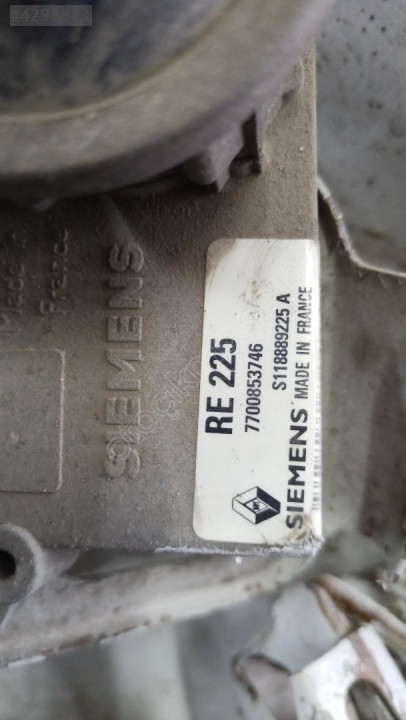 RE 225
7700853746
S118889225 A
SIEMENS MADE IN FRANCE
SIEMENS
Made in
France